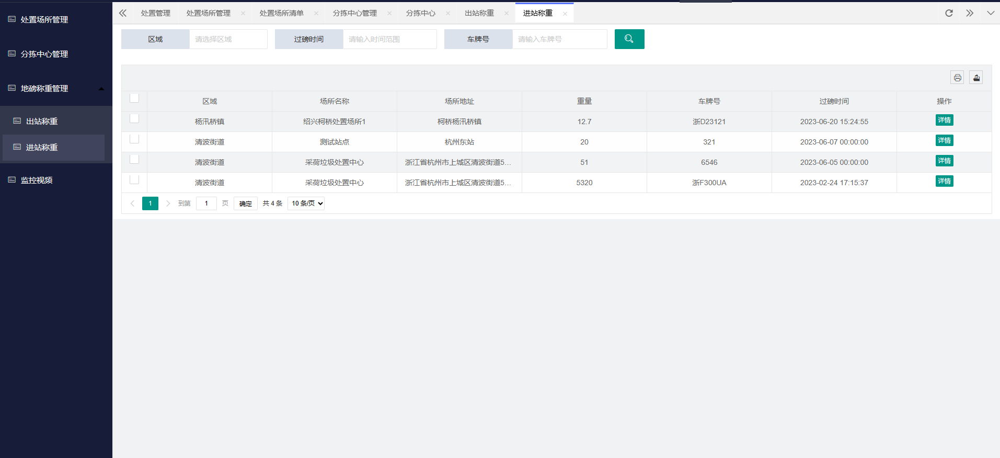 处置场所管理
分拣中心管理
地磅称重管理
出站称重
进站称重
监控视频
处置管理 处置场所管理 处置场所清单 分拣中心管理 分拣中心 出站称重 进站称重
区域 请选择区域 过磅时间 请输入时间范围 车牌号 请输入车牌号
区域 场所名称 场所地址 重量 车牌号 过磅时间 操作
杨汛桥镇 绍兴柯桥处置场所1 柯桥杨汛桥镇 12.7 浙D23121 2023-06-20 15:24:55 详情
清波街道 测试站点 杭州东站 20 321 2023-06-07 00:00:00 详情
清波街道 采荷垃圾处置中心 浙江省杭州市上城区清波街道5... 51 6546 2023-06-05 00:00:00 详情
清波街道 采荷垃圾处置中心 浙江省杭州市上城区清波街道5... 5320 浙F300UA 2023-02-24 17:15:37 详情
1 到第 1 页 确定 共 4 条 10 条/页